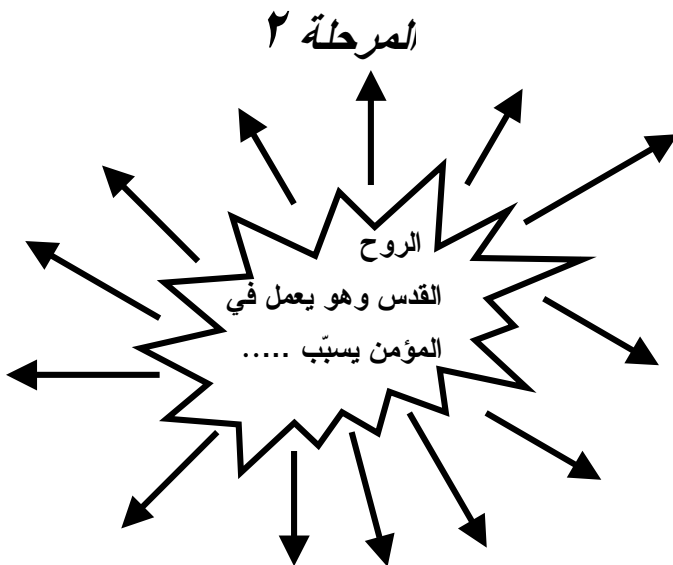 المرحلة ٢
الروح
القدس وهو يعمل في
المؤمن يسبّب .....